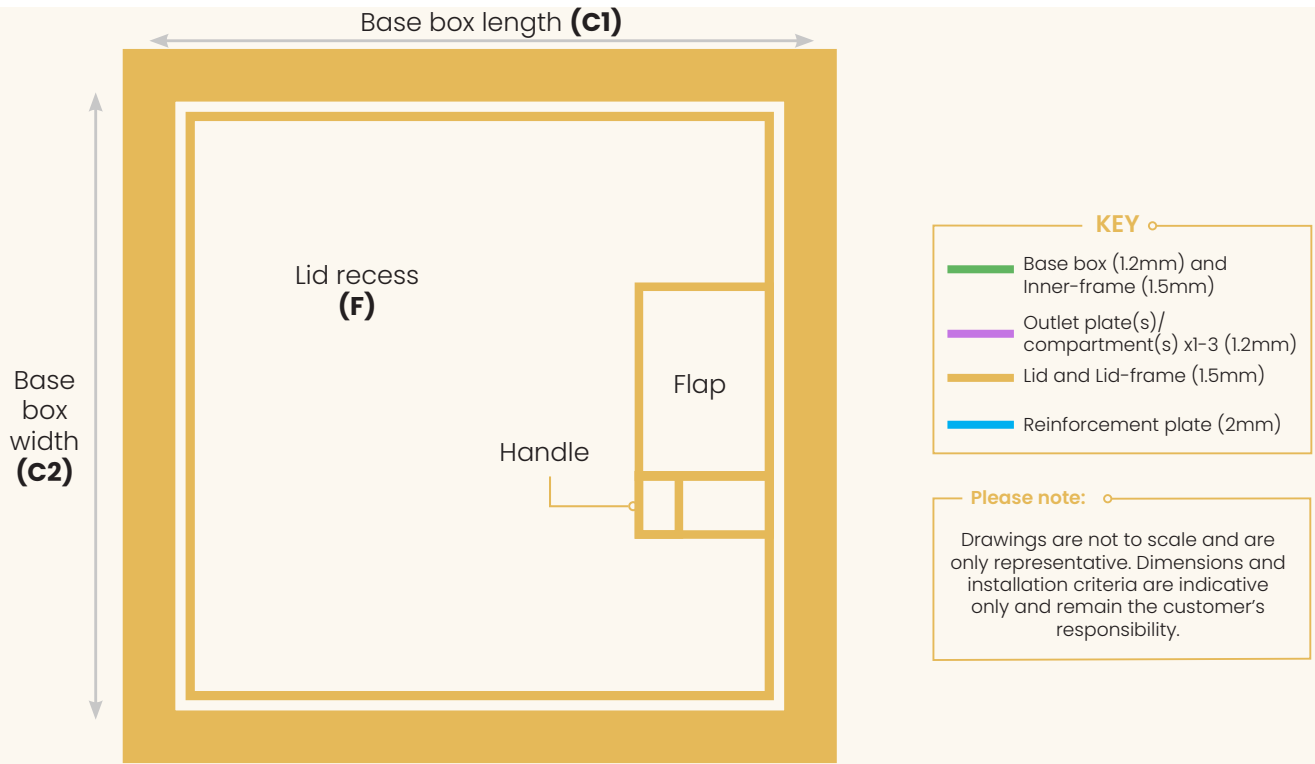 Base box length (C1)
Lid recess
(F)
Base
box
width
(C2)
Flap
Handle
KEY
Base box (1.2mm) and
Inner-frame (1.5mm)
Outlet plate(s)/
compartment(s) x1-3 (1.2mm)
Lid and Lid-frame (1.5mm)
Reinforcement plate (2mm)
Please note:
Drawings are not to scale and are
only representative. Dimensions and
installation criteria are indicative
only and remain the customer’s
responsibility.